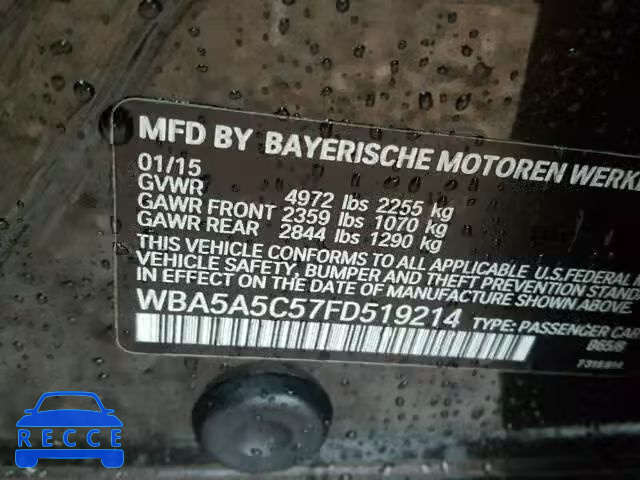 MFD BY BAYERISCHE MOTOREN WERK
01/15
GVWR 4972 lbs 2255 kg
GAWR FRONT 2359 lbs 1070 kg
GAWR REAR 2844 lbs 1290 kg
THIS VEHICLE CONFORMS TO ALL APPLICABLE U.S.FEDERAL
VEHICLE SAFETY, BUMPER, AND THEFT PREVENTION STAN
IN EFFECT ON THE DATE OF MANUFACTURE SHOWN ABOVE.
WBA5A5C57FD519214 TYPE: PASSENGER CAR
RECCE